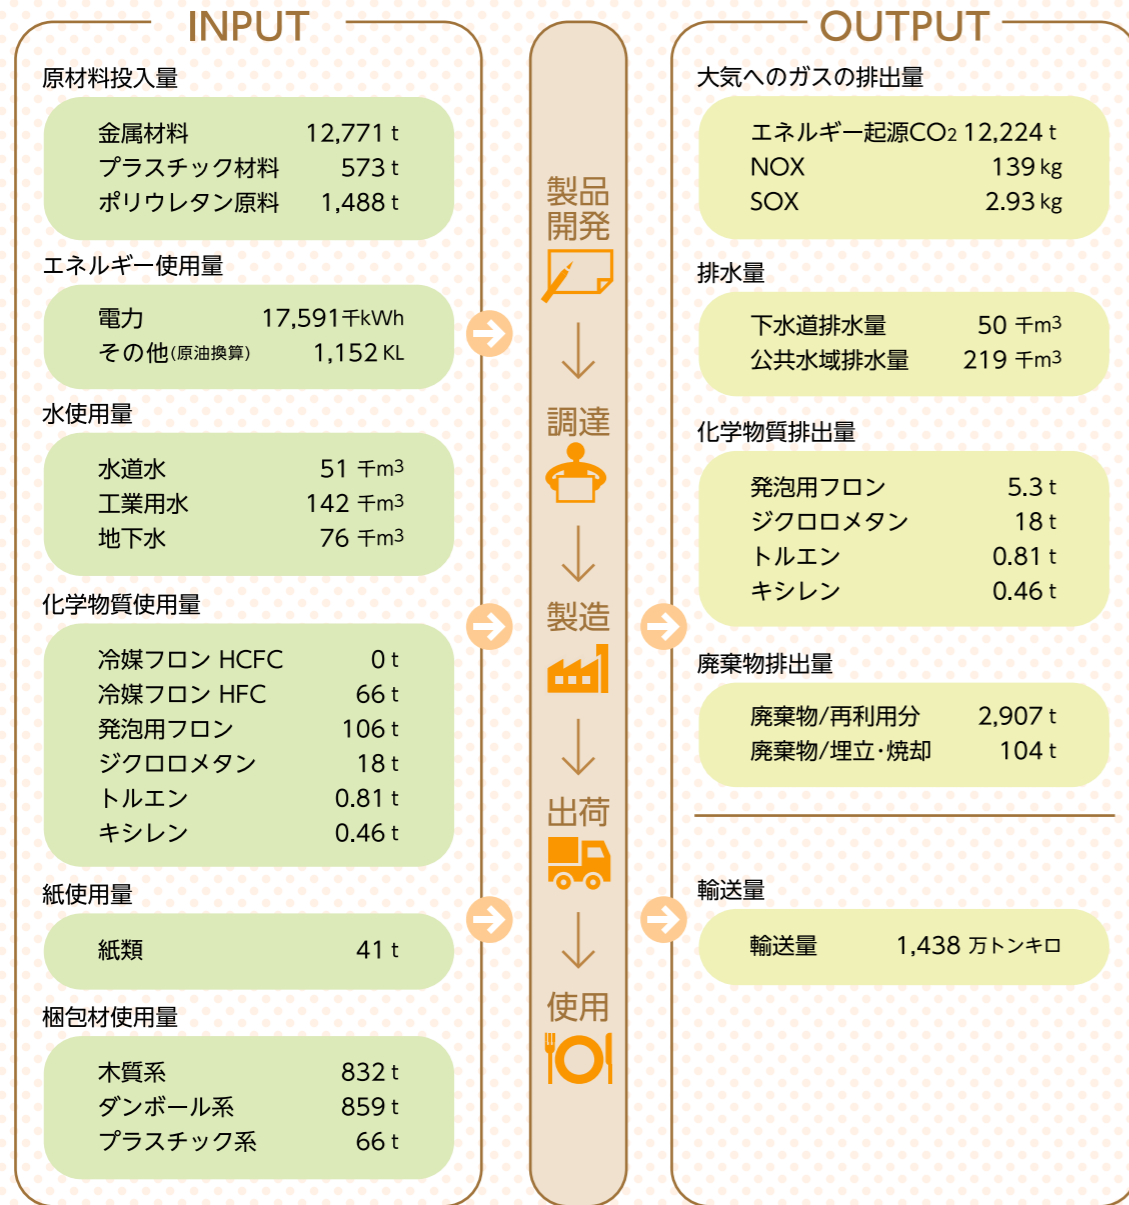 INPUT
原材料投入量
金属材料 12,771 t
プラスチック材料 573 t
ポリウレタン原料 1,488 t
エネルギー使用量
電力 17,591千kWh
その他(原油換算) 1,152 KL
水使用量
水道水 51 千m3
工業用水 142 千m3
地下水 76 千m3
化学物質使用量
冷媒フロン HCFC 0 t
冷媒フロン HFC 66 t
発泡用フロン 106 t
ジクロロメタン 18 t
トルエン 0.81 t
キシレン 0.46 t
紙使用量
紙類 41 t
梱包材使用量
木質系 832 t
ダンボール系 859 t
プラスチック系 66 t
製品
開発
調達
製造
出荷
使用
OUTPUT
大気へのガスの排出量
エネルギー起源CO2 12,224 t
NOX 139 kg
SOX 2.93 kg
排水量
下水道排水量 50 千m3
公共水域排水量 219 千m3
化学物質排出量
発泡用フロン 5.3 t
ジクロロメタン 18 t
トルエン 0.81 t
キシレン 0.46 t
廃棄物排出量
廃棄物/再利用分 2,907 t
廃棄物/埋立・焼却 104 t
輸送量
輸送量 1,438 万トンキロ